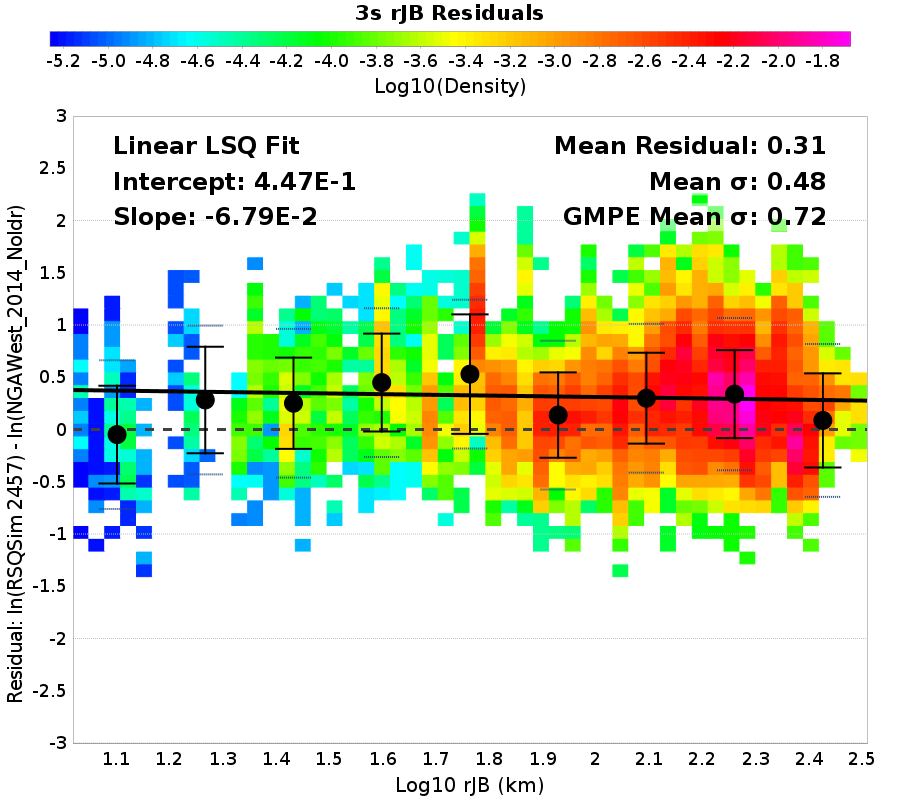 3s rJB Residuals
-5.2 -5.0 -4.8 -4.6 -4.4 -4.2 -4.0 -3.8 -3.6 -3.4 -3.2 -3.0 -2.8 -2.6 -2.4 -2.2 -2.0 -1.8
Log10(Density)
Linear LSQ Fit
Intercept: 4.47E-1
Slope: -6.79E-2
Mean Residual: 0.31
Mean σ: 0.48
GMPE Mean σ: 0.72
Residual: ln(RSQSim 2457) - ln(NGAWest_2014_NoIdr)
3
2.5
2
1.5
1
0.5
0
-0.5
-1
-1.5
-2
-2.5
-3
1.1 1.2 1.3 1.4 1.5 1.6 1.7 1.8 1.9 2 2.1 2.2 2.3 2.4 2.5
Log10 rJB (km)